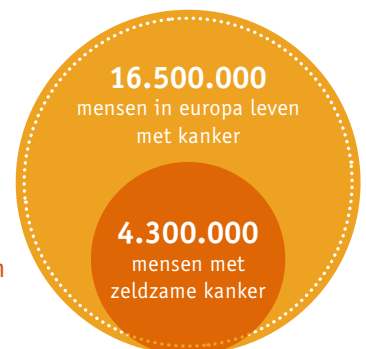 16.500.000
mensen in europa leven
met kanker
4.300.000
mensen met
zeldzame kanker